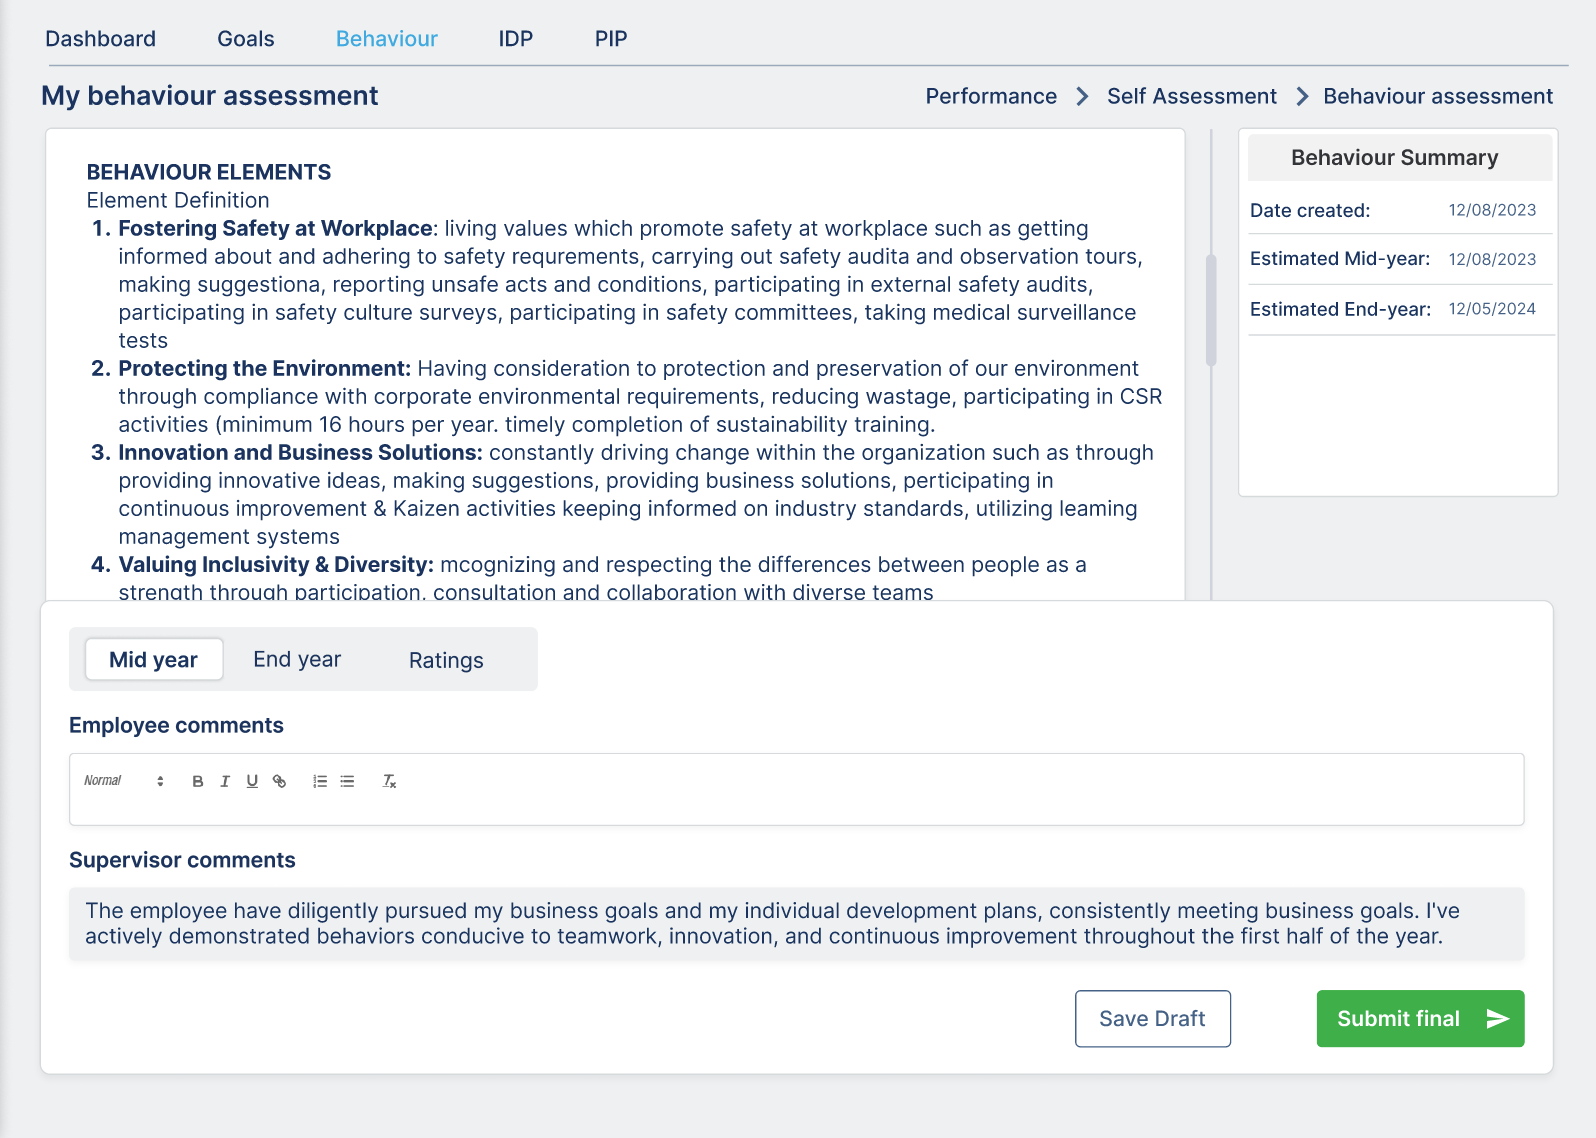 Dashboard Goals Behaviour IDP PIP
My behaviour assessment
Performance Self Assessment Behaviour assessment
BEHAVIOUR ELEMENTS
Element Definition
1. Fostering Safety at Workplace: living values which promote safety at workplace such as getting
informed about and adhering to safety requrements, carrying out safety audita and observation tours,
making suggestiona, reporting unsafe acts and conditions, participating in external safety audits,
participating in safety culture surveys, participating in safety committees, taking medical surveillance
tests
2. Protecting the Environment: Having consideration to protection and preservation of our environment
through compliance with corporate environmental requirements, reducing wastage, participating in CSR
activities (minimum 16 hours per year. timely completion of sustainability training.
3. Innovation and Business Solutions: constantly driving change within the organization such as through
providing innovative ideas, making suggestions, providing business solutions, perticipating in
continuous improvement & Kaizen activities keeping informed on industry standards, utilizing leaming
management systems
4. Valuing Inclusivity & Diversity: mcognizing and respecting the differences between people as a
strength through participation, consultation and collaboration with diverse teams
Behaviour Summary
Date created: 12/08/2023
Estimated Mid-year: 12/08/2023
Estimated End-year: 12/05/2024
Mid year End year Ratings
Employee comments
Normal
Supervisor comments
The employee have diligently pursued my business goals and my individual development plans, consistently meeting business goals. I've
actively demonstrated behaviors conducive to teamwork, innovation, and continuous improvement throughout the first half of the year.
Save Draft Submit final